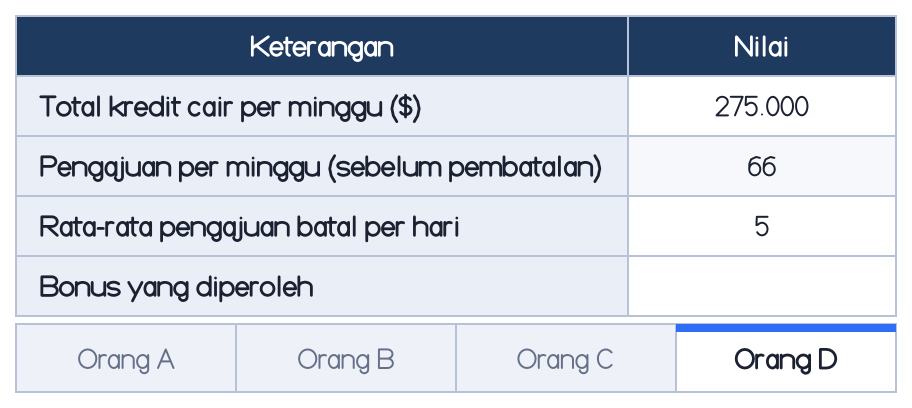 Keterangan Nilai
Total kredit cair per minggu ($) 275.000
Pengajuan per minggu (sebelum pembatalan) 66
Rata-rata pengajuan batal per hari 5
Bonus yang diperoleh
Orang A Orang B Orang C Orang D